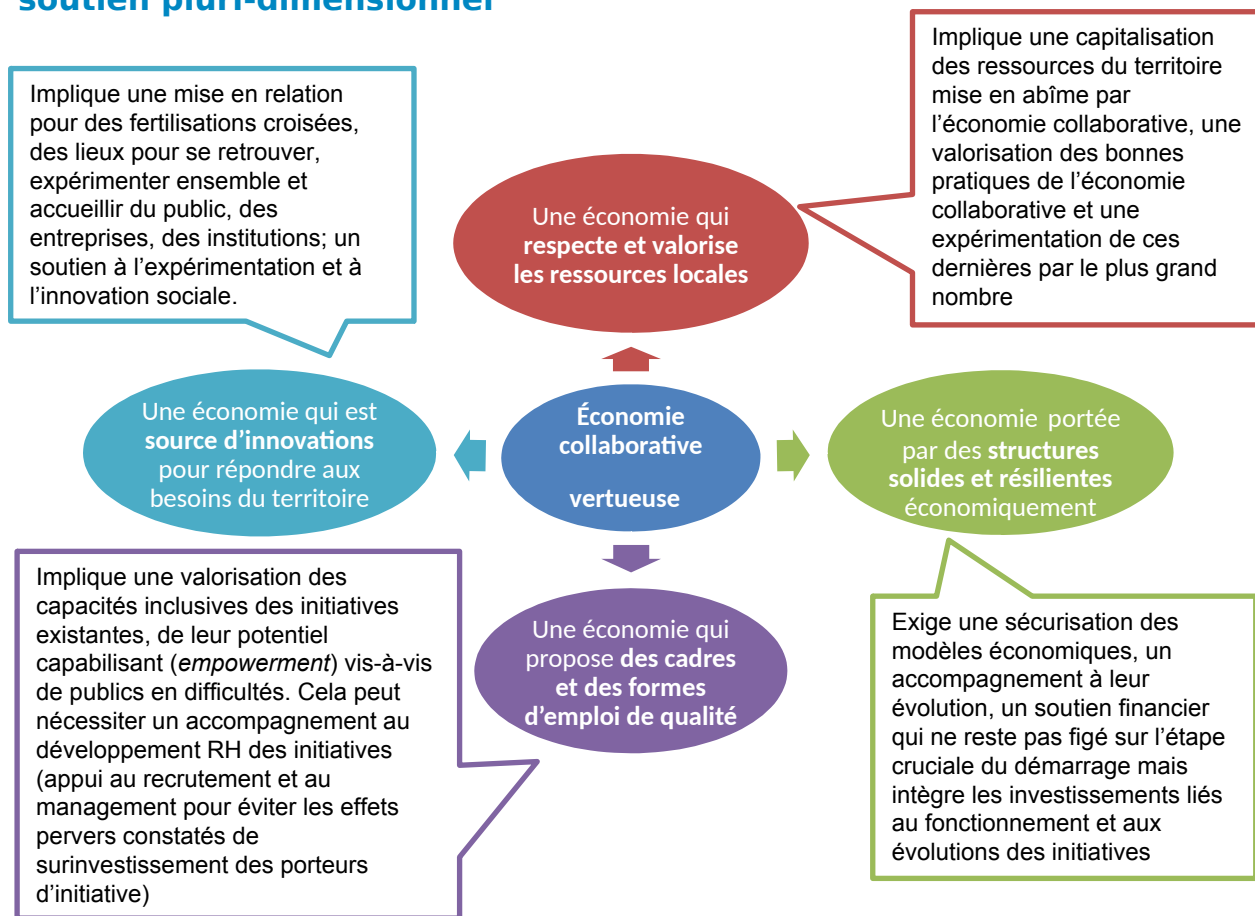 soutien pluri-dimensionnel
Implique une mise en relation
pour des fertilisations croisées,
des lieux pour se retrouver,
expérimenter ensemble et
accueillir du public, des
entreprises, des institutions; un
soutien à l’expérimentation et à
l’innovation sociale.
Implique une capitalisation
des ressources du territoire
mise en abîme par
l’économie collaborative, une
valorisation des bonnes
pratiques de l’économie
collaborative et une
expérimentation de ces
dernières par le plus grand
nombre
Une économie qui
respecte et valorise
les ressources locales
Une économie qui est
source d’innovations
pour répondre aux
besoins du territoire
Économie
collaborative
vertueuse
Une économie portée
par des structures
solides et résilientes
économiquement
Implique une valorisation des
capacités inclusives des initiatives
existantes, de leur potentiel
capabilisant (empowerment) vis-à-vis
de publics en difficultés. Cela peut
nécessiter un accompagnement au
développement RH des initiatives
(appui au recrutement et au
management pour éviter les effets
pervers constatés de
surinvestissement des porteurs
d’initiative)
Une économie qui
propose des cadres
et des formes
d’emploi de qualité
Exige une sécurisation des
modèles économiques, un
accompagnement à leur
évolution, un soutien financier
qui ne reste pas figé sur l’étape
cruciale du démarrage mais
intègre les investissements liés
au fonctionnement et aux
évolutions des initiatives